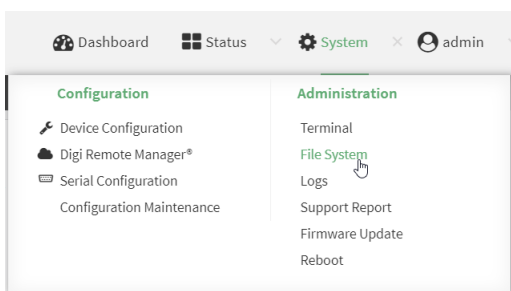 Dashboard Status System admin
Configuration
Device Configuration
Digi Remote Manager®
Serial Configuration
Configuration Maintenance
Administration
Terminal
File System
Logs
Support Report
Firmware Update
Reboot